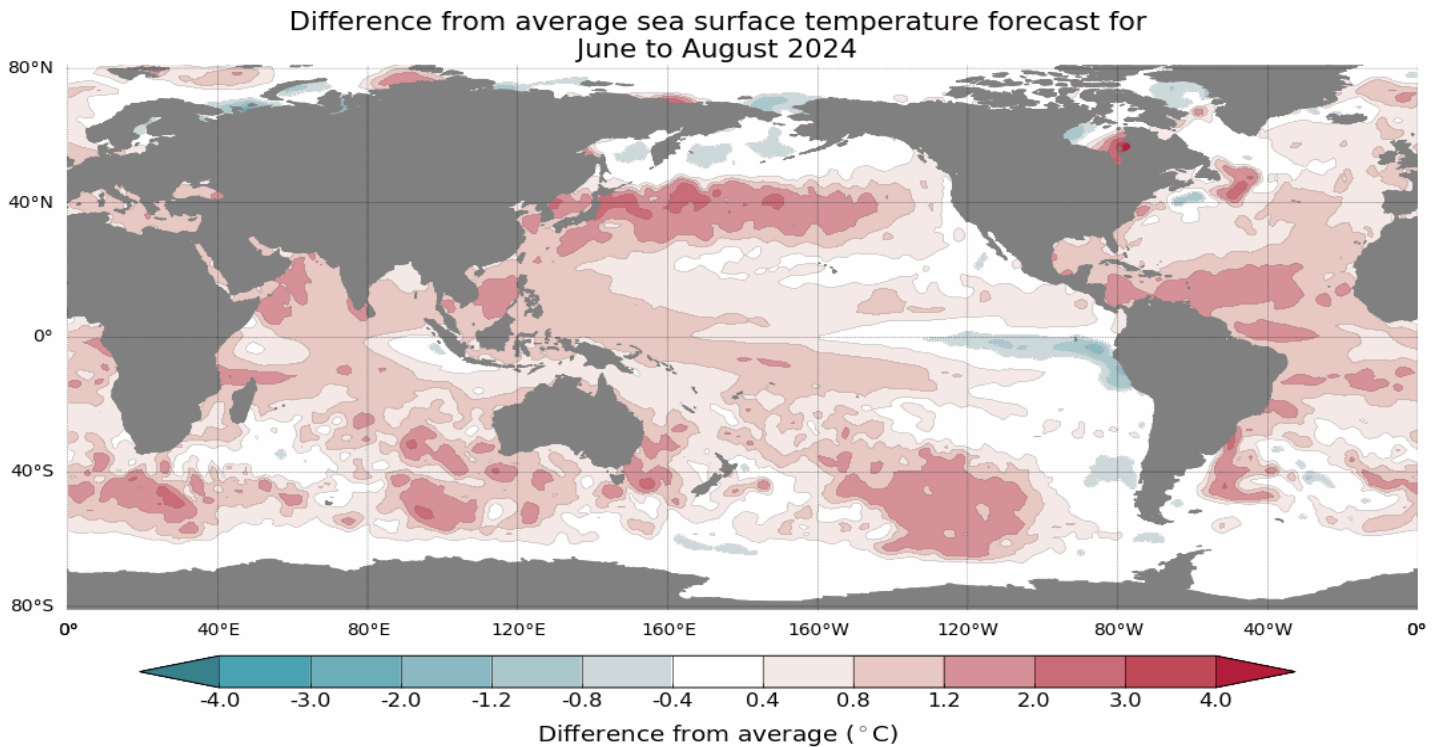 Difference from average sea surface temperature forecast for
June to August 2024
80°N
40°N
0°
40°S
80°S
0° 40°E 80°E 120°E 160°E 160°W 120°W 80°W 40°W 0°
-4.0 -3.0 -2.0 -1.2 -0.8 -0.4 0.4 0.8 1.2 2.0 3.0 4.0
Difference from average (°C)